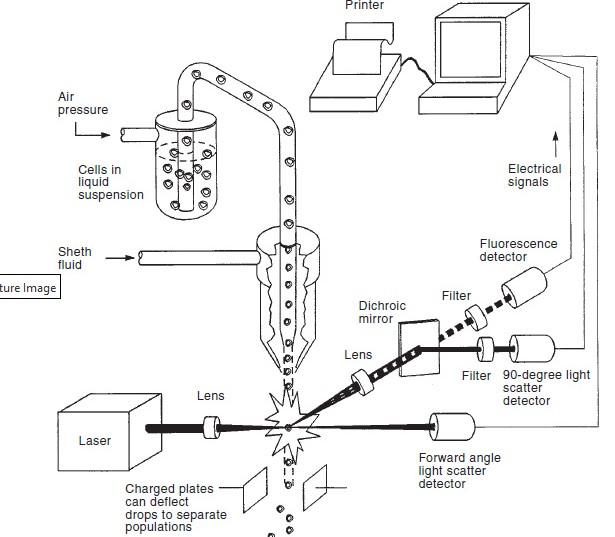 Printer
Air
pressure
Cells in
liquid
suspension
Electrical
signals
Sheth
fluid
ture Image
Fluorescence
detector
Filter
Dichroic
mirror
Lens
Filter
90-degree light
scatter
detector
Lens
Laser
Forward angle
light scatter
detector
Charged plates
can deflect
drops to separate
populations